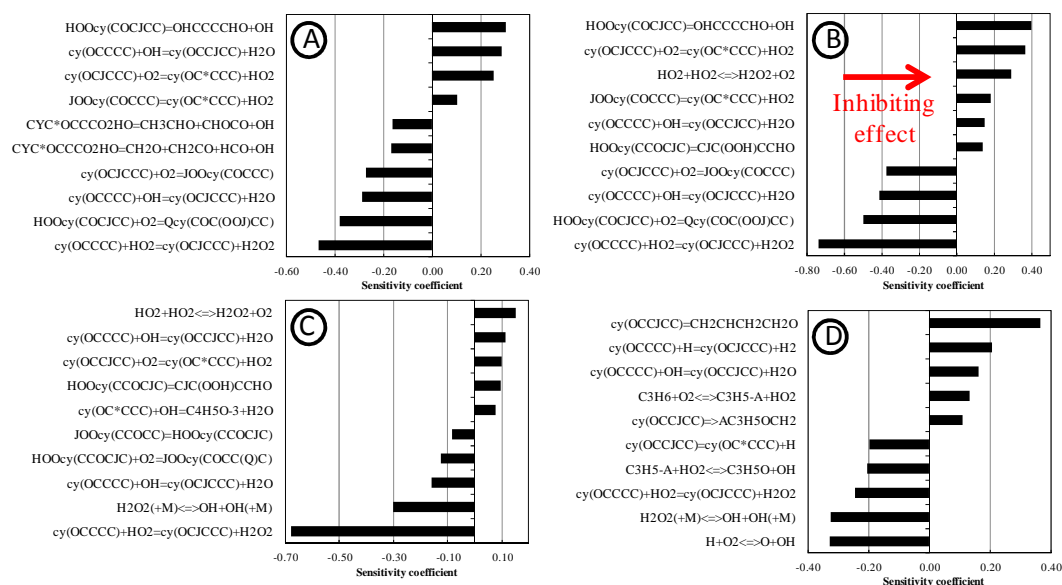 A
HOOcy(COCJCC)=OHCCCCHO+OH
cy(OCCCC)+OH=cy(OCCJCC)+H2O
cy(OCJCCC)+O2=cy(OC*CCC)+HO2
JOOcy(COCCC)=cy(OC*CCC)+HO2
CYC*OCCCO2HO=CH3CHO+CHOCO+OH
CYC*OCCCO2HO=CH2O+CH2CO+HCO+OH
cy(OCJCCC)+O2=JOOcy(COCCC)
cy(OCCCC)+OH=cy(OCJCCC)+H2O
HOOcy(COCJCC)+O2=Qcy(COC(OOJ)CC)
cy(OCCCC)+HO2=cy(OCJCCC)+H2O2
-0.60 -0.40 -0.20 0.00 0.20 0.40
Sensitivity coefficient
B
HOOcy(COCJCC)=OHCCCCHO+OH
cy(OCJCCC)+O2=cy(OC*CCC)+HO2
HO2+HO2<=>H2O2+O2
JOOcy(COCCC)=cy(OC*CCC)+HO2
cy(OCCCC)+OH=cy(OCCJCC)+H2O
HOOcy(CCOCJC)=CJC(OOH)CCHO
cy(OCJCCC)+O2=JOOcy(COCCC)
cy(OCCCC)+OH=cy(OCJCCC)+H2O
HOOcy(COCJCC)+O2=Qcy(COC(OOJ)CC)
cy(OCCCC)+HO2=cy(OCJCCC)+H2O2
Inhibiting
effect
-0.80 -0.60 -0.40 -0.20 0.00 0.20 0.40
Sensitivity coefficient
C
HO2+HO2<=>H2O2+O2
cy(OCCCC)+OH=cy(OCCJCC)+H2O
cy(OCCJCC)+O2=cy(OC*CCC)+HO2
HOOcy(CCOCJC)=CJC(OOH)CCHO
cy(OC*CCC)+OH=C4H5O-3+H2O
JOOcy(CCOCC)=HOOcy(CCOCJC)
HOOcy(CCOCJC)+O2=JOOcy(COCC(Q)C)
cy(OCCCC)+OH=cy(OCJCCC)+H2O
H2O2(+M)<=>OH+OH(+M)
cy(OCCCC)+HO2=cy(OCJCCC)+H2O2
-0.70 -0.50 -0.30 -0.10 0.10
Sensitivity coefficient
D
cy(OCCJCC)=CH2CHCH2CH2O
cy(OCCCC)+H=cy(OCJCCC)+H2
cy(OCCCC)+OH=cy(OCCJCC)+H2O
C3H6+O2<=>C3H5-A+HO2
cy(OCCJCC)=>AC3H5OCH2
cy(OCCJCC)=cy(OC*CCC)+H
C3H5-A+HO2<=>C3H5O+OH
cy(OCCCC)+HO2=cy(OCJCCC)+H2O2
H2O2(+M)<=>OH+OH(+M)
H+O2<=>O+OH
-0.40 -0.20 0.00 0.20 0.40
Sensitivity coefficient